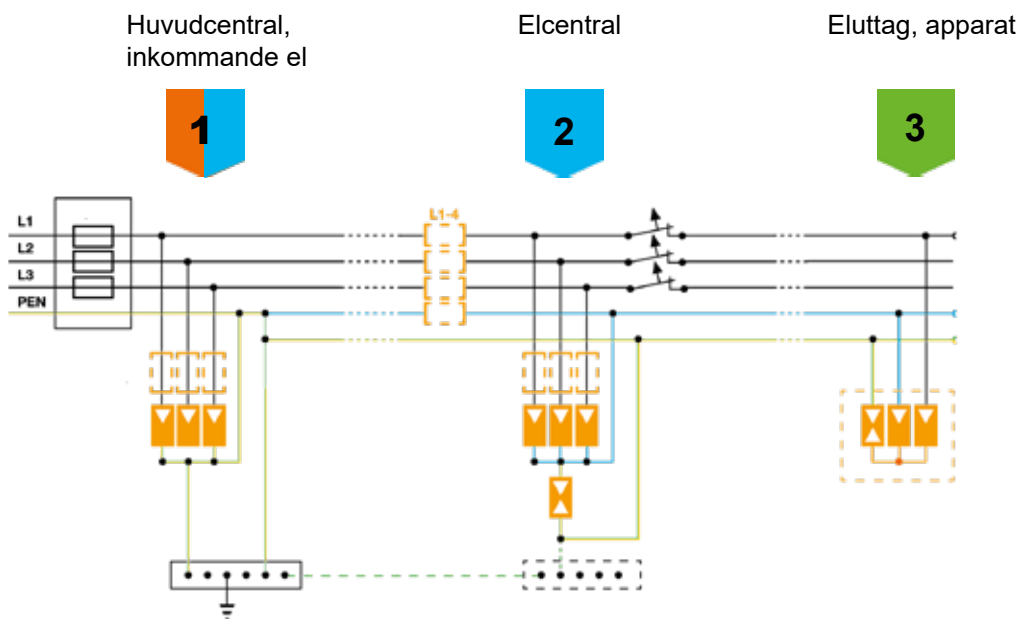 Huvudcentral,
inkommande el
Elcentral
Eluttag, apparat
1
2
3
L1
L1-4
L2
L3
PEN